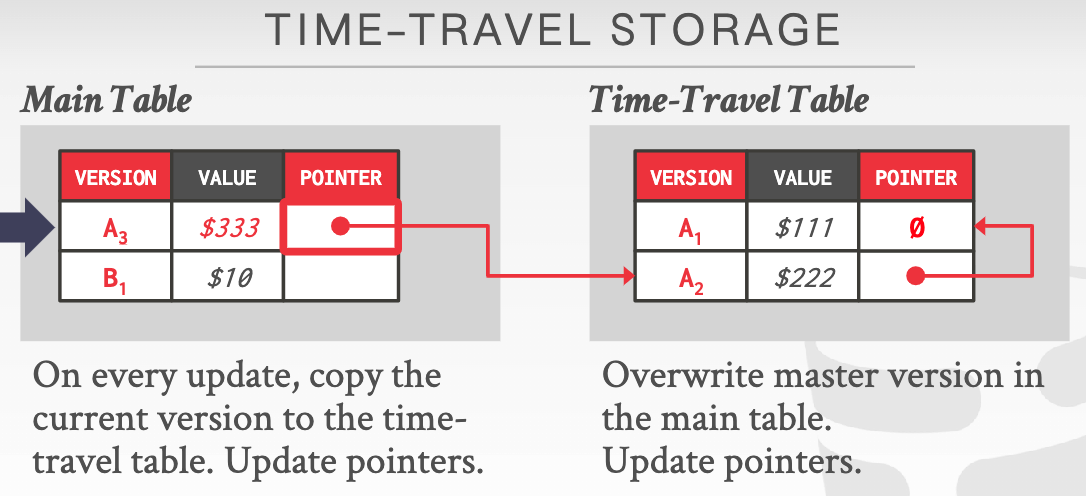 TIME-TRAVEL STORAGE
Main Table
VERSION VALUE POINTER
A₃ $333
B₁ $10
On every update, copy the
current version to the time-
travel table. Update pointers.
Time-Travel Table
VERSION VALUE POINTER
A₁ $111 Ø
A₂ $222
Overwrite master version in
the main table.
Update pointers.